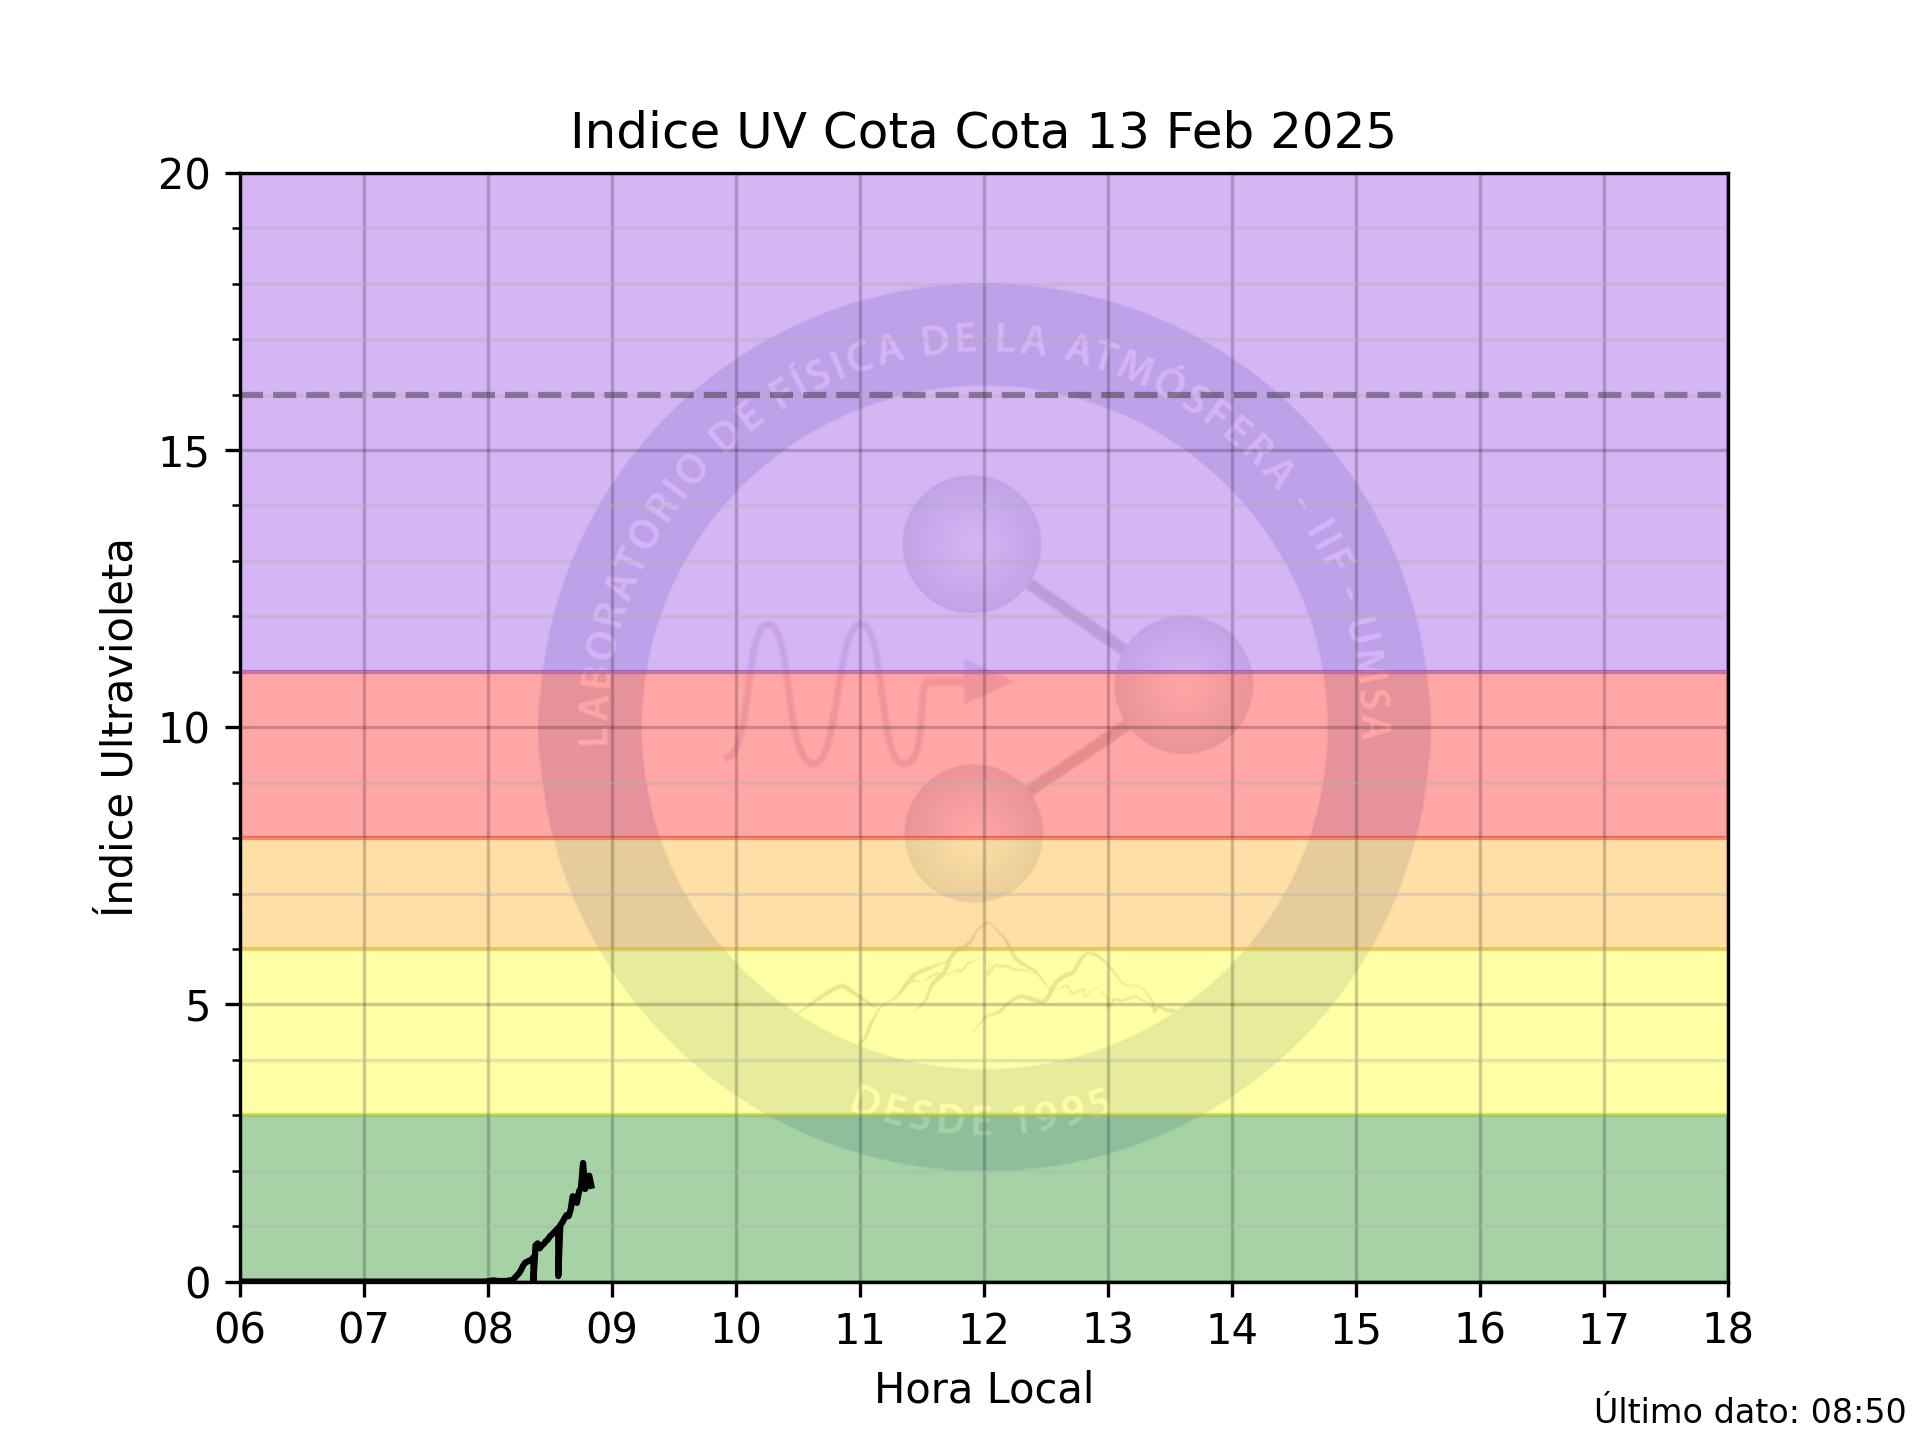 Indice UV Cota Cota 13 Feb 2025
20
15
10
5
0
Índice Ultravioleta
LABORATORIO DE FÍSICA DE LA ATMÓSFERA - IIF - UMSA
DESDE 1995
06 07 08 09 10 11 12 13 14 15 16 17 18
Hora Local
Último dato: 08:50